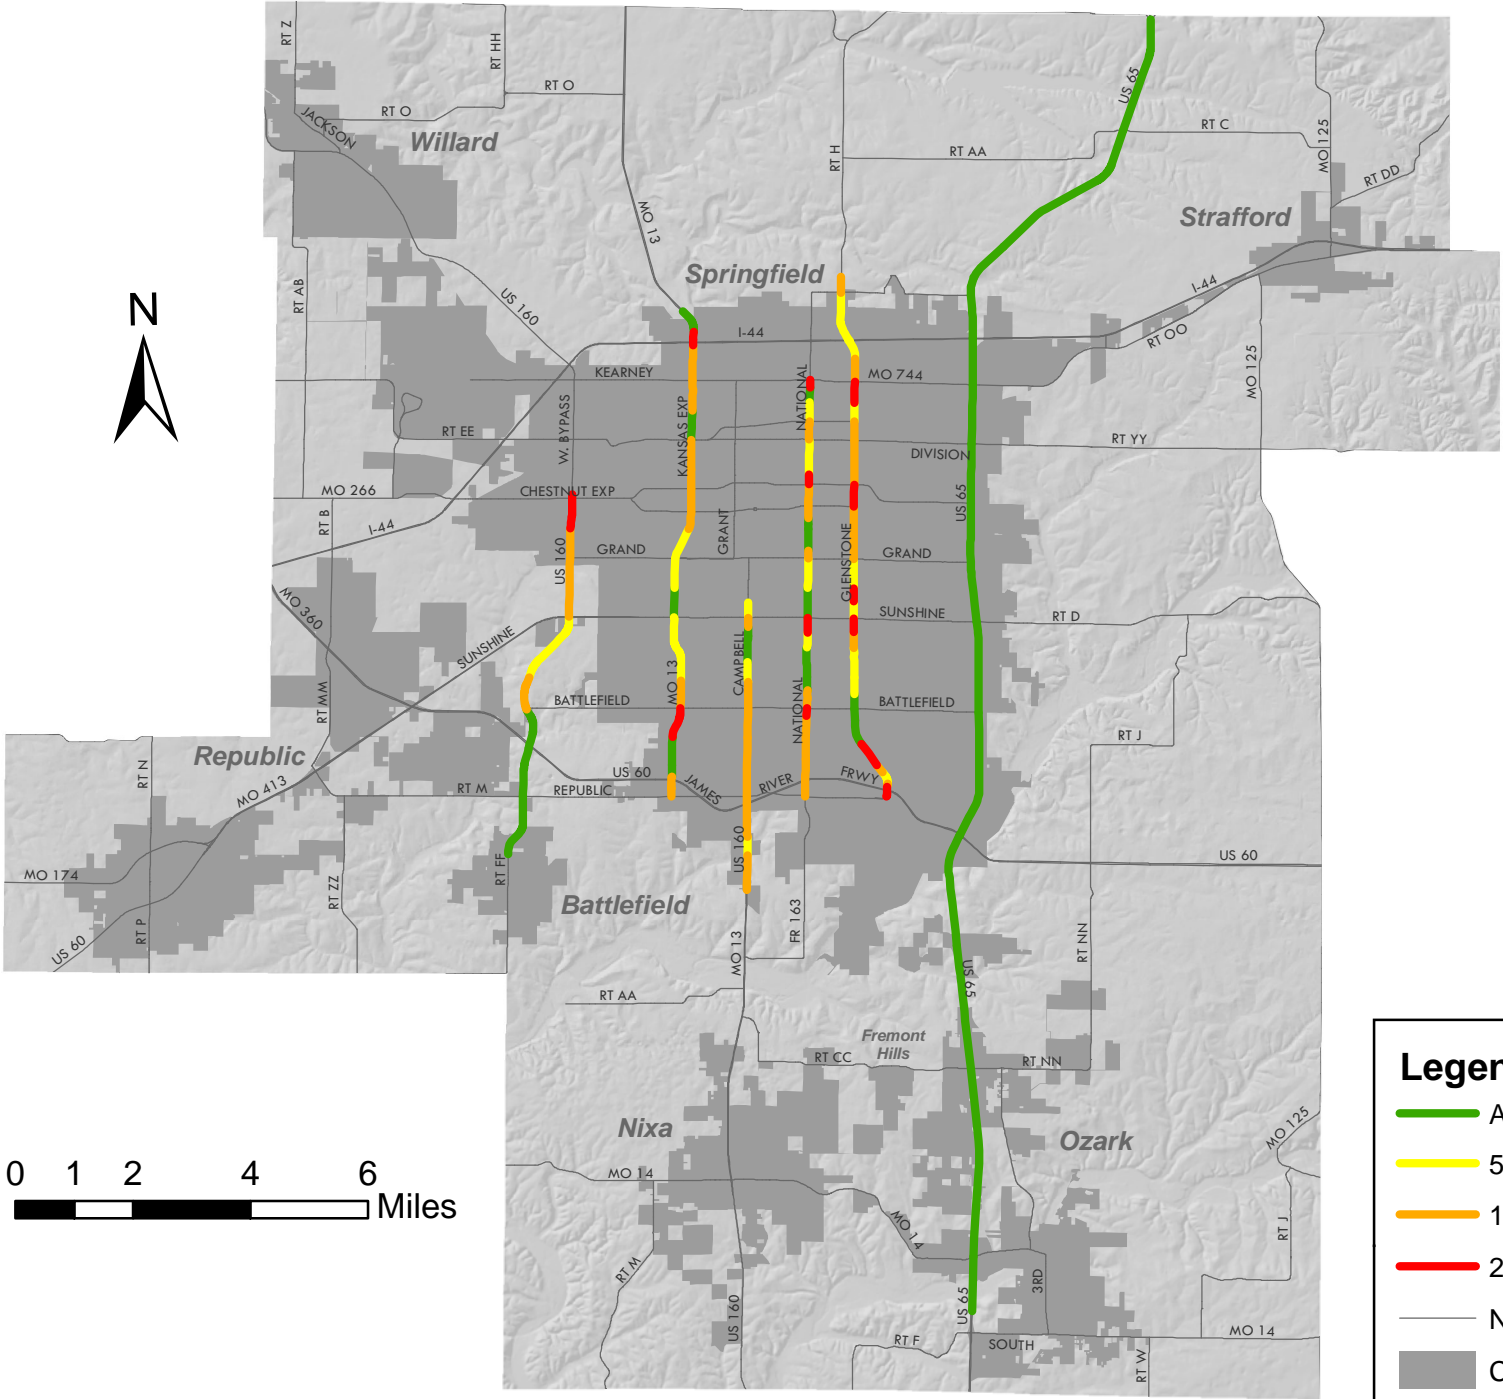 RT Z
RT HH
RT O
RT O
JACKSON
Willard
US 65
RT C
MO 125
RT AA
RT H
RT DD
MO 13
Strafford
Springfield
RT AB
US 160
I-44
N
I-44
RT OO
MO 125
KEARNEY
MO 744
NATIONAL
W. BYPASS
KANSAS EXP
RT EE
RT YY
DIVISION
MO 266
CHESTNUT EXP
US 65
RT B
I-44
GRANT
US 160
GRAND
GRAND
GLENSTONE
MO 360
SUNSHINE
RT D
SUNSHINE
CAMPBELL
MO 13
RT MM
BATTLEFIELD
NATIONAL
BATTLEFIELD
RT J
Republic
RT N
US 60
JAMES
RIVER
FRWY
MO 413
RT M
REPUBLIC
US 160
US 60
MO 174
RT FF
RT ZZ
Battlefield
RT P
FR 163
US 60
MO 13
RT NN
US 65
RT AA
Fremont
Hills
RT CC
RT NN
Legen
A
Nixa
Ozark
MO 125
5
0 1 2 4 6
Miles
MO 14
1
MO 14
RT J
RT M
2
3RD
US 65
US 160
N
RT F
SOUTH
MO 14
RT W
C